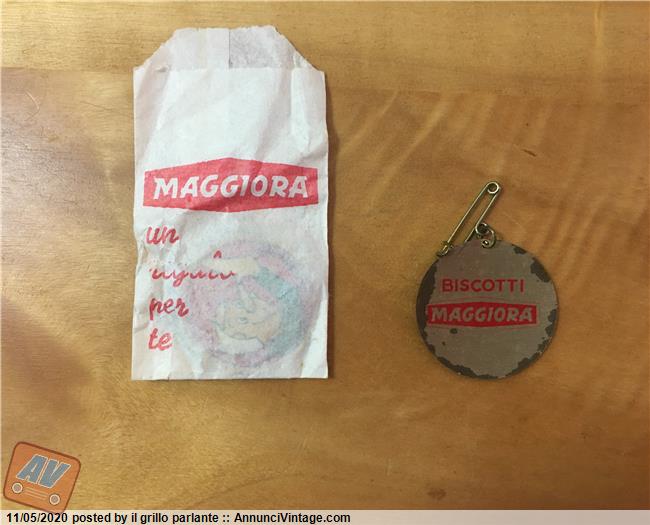 MAGGIORA
un
regalo
per
te
BISCOTTI
MAGGIORA
AV
11/05/2020 posted by il grillo parlante :: AnnunciVintage.com